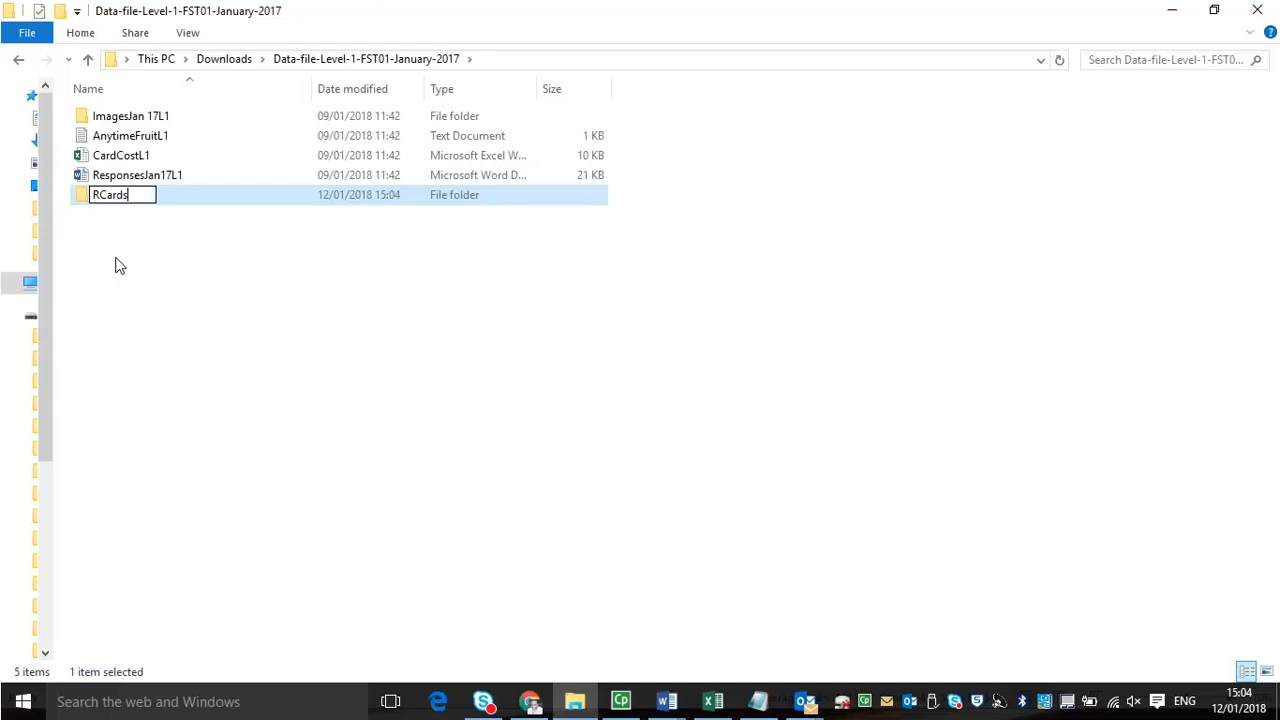 Data-file-Level-1-FST01-January-2017
File Home Share View
This PC Downloads Data-file-Level-1-FST01-January-2017 Search Data-file-Level-1-FST0...
Name Date modified Type Size
ImagesJan 17L1 09/01/2018 11:42 File folder
AnytimeFruitL1 09/01/2018 11:42 Text Document 1 KB
CardCostL1 09/01/2018 11:42 Microsoft Excel W... 10 KB
ResponsesJan17L1 09/01/2018 11:42 Microsoft Word D... 21 KB
RCards 12/01/2018 15:04 File folder
5 items 1 item selected
Search the web and Windows ENG 15:04
12/01/2018